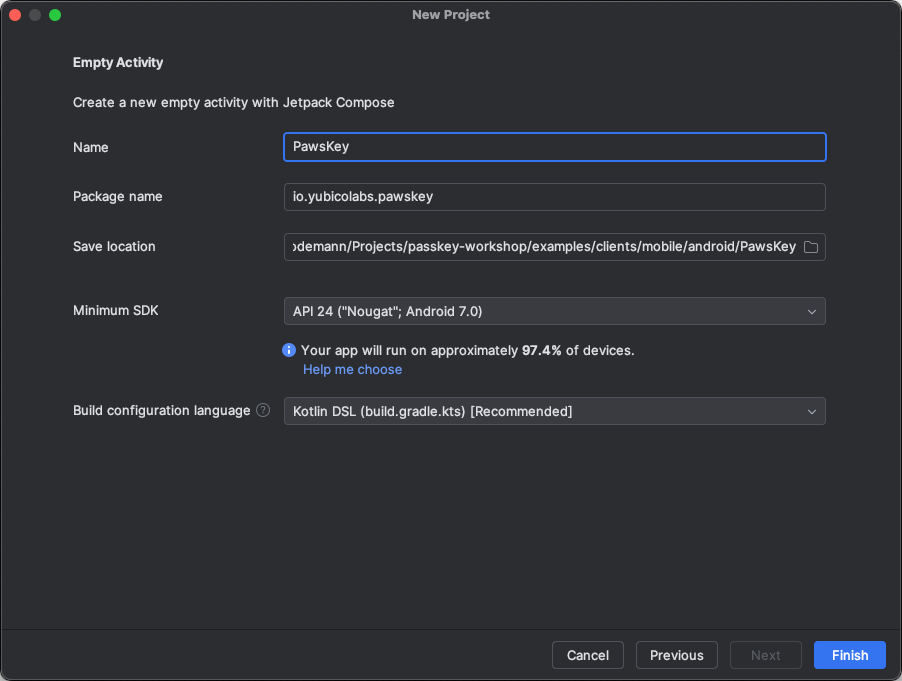 New Project
Empty Activity
Create a new empty activity with Jetpack Compose
Name
PawsKey
Package name
io.yubicolabs.pawskey
Save location
odemann/Projects/passkey-workshop/examples/clients/mobile/android/PawsKey
Minimum SDK
API 24 ("Nougat"; Android 7.0)
Your app will run on approximately 97.4% of devices.
Help me choose
Build configuration language ?
Kotlin DSL (build.gradle.kts) [Recommended]
Cancel
Previous
Next
Finish